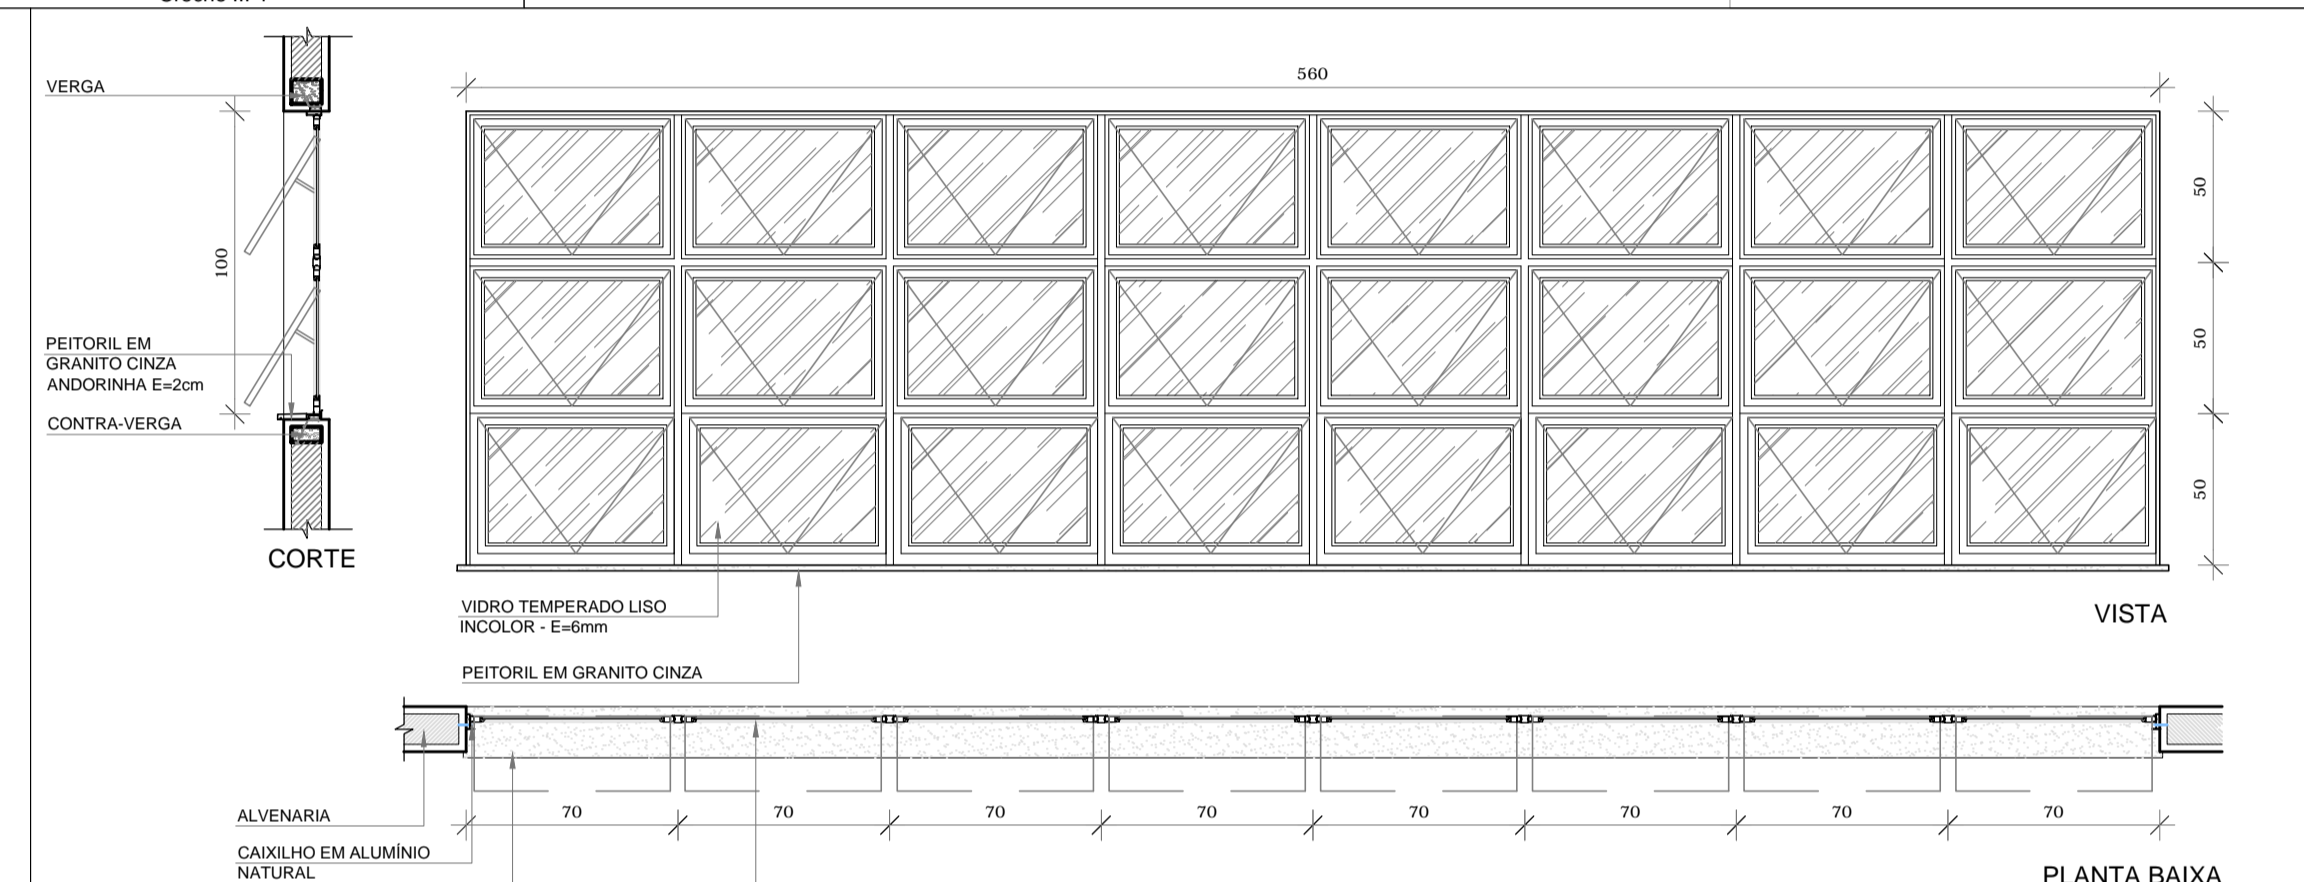 560
VERGA
50
100
50
PEITORIL EM
GRANITO CINZA
ANDORINHA E=2cm
CONTRA-VERGA
50
CORTE
VIDRO TEMPERADO LISO
INCOLOR - E=6mm
VISTA
PEITORIL EM GRANITO CINZA
70 70 70 70 70 70 70 70
ALVENARIA
CAIXILHO EM ALUMÍNIO
NATURAL
PLANTA BAIXA